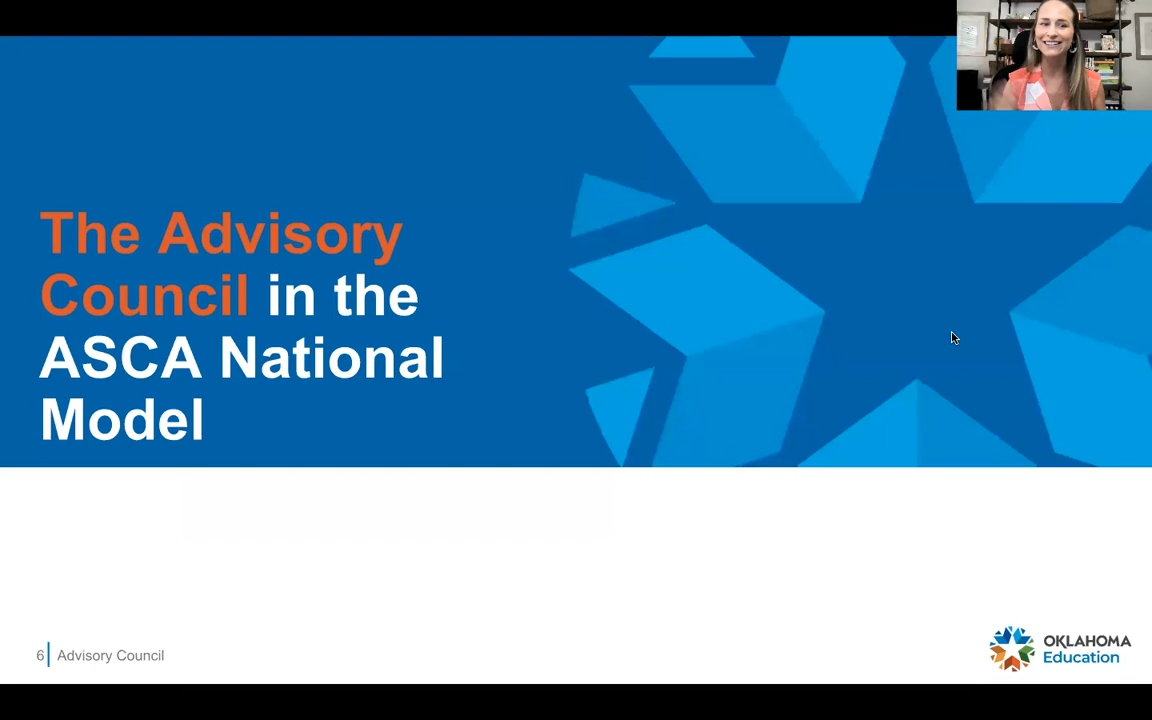 The Advisory
Council in the
ASCA National
Model
6 Advisory Council
OKLAHOMA
Education